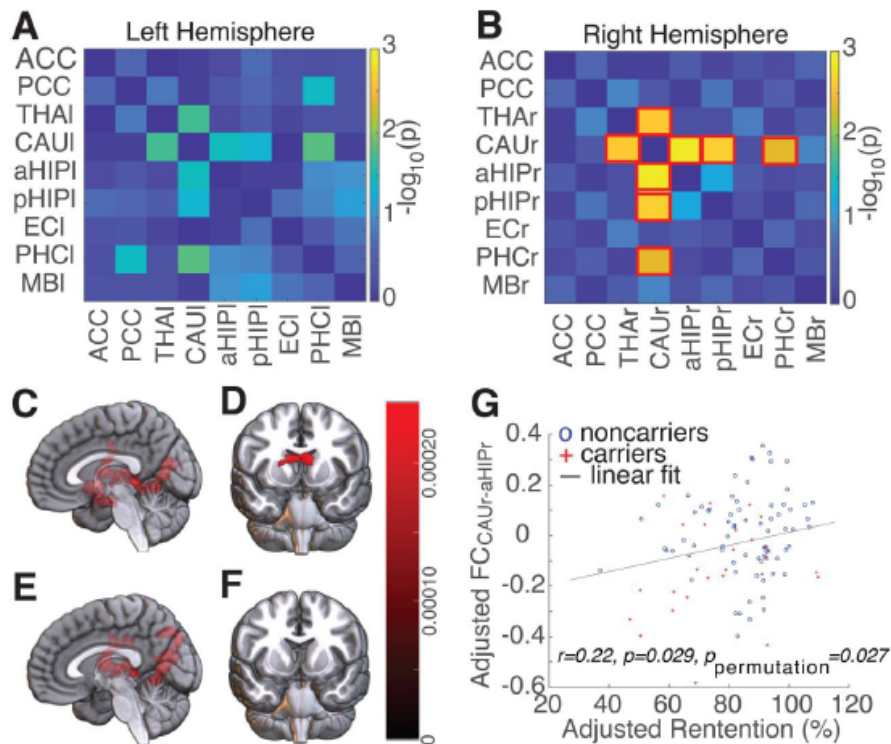 A
Left Hemisphere
ACC
PCC
THAl
CAUl
aHIPl
pHIPl
ECl
PHCl
MBl
ACC
PCC
THAl
CAUl
aHIPl
pHIPl
ECl
PHCl
MBl
3
2
1
0
-log10(p)
B
Right Hemisphere
ACC
PCC
THAr
CAUr
aHIPr
pHIPr
ECr
PHCr
MBr
ACC
PCC
THAr
CAUr
aHIPr
pHIPr
ECr
PHCr
MBr
3
2
1
0
-log10(p)
C
D
E
F
0.00020
0.00010
0
G
o noncarriers
+ carriers
— linear fit
Adjusted FCCAUr-aHIPr
0.4
0.2
0
-0.2
-0.4
-0.6
r=0.22, p=0.029, ppermutation=0.027
20 40 60 80 100 120
Adjusted Rentention (%)